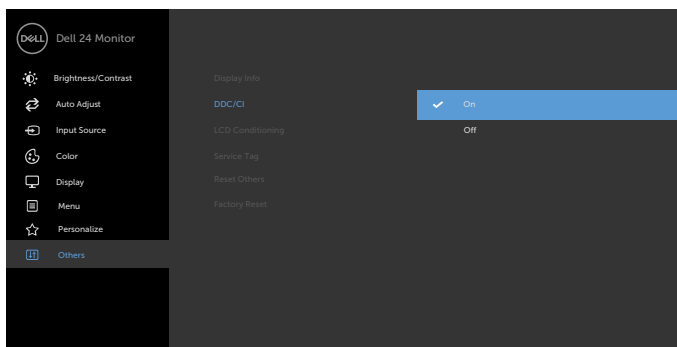 DELL
Dell 24 Monitor
Brightness/Contrast
Auto Adjust
Input Source
Color
Display
Menu
Personalize
Others
Display Info
DDC/CI
LCD Conditioning
Service Tag
Reset Others
Factory Reset
On
Off